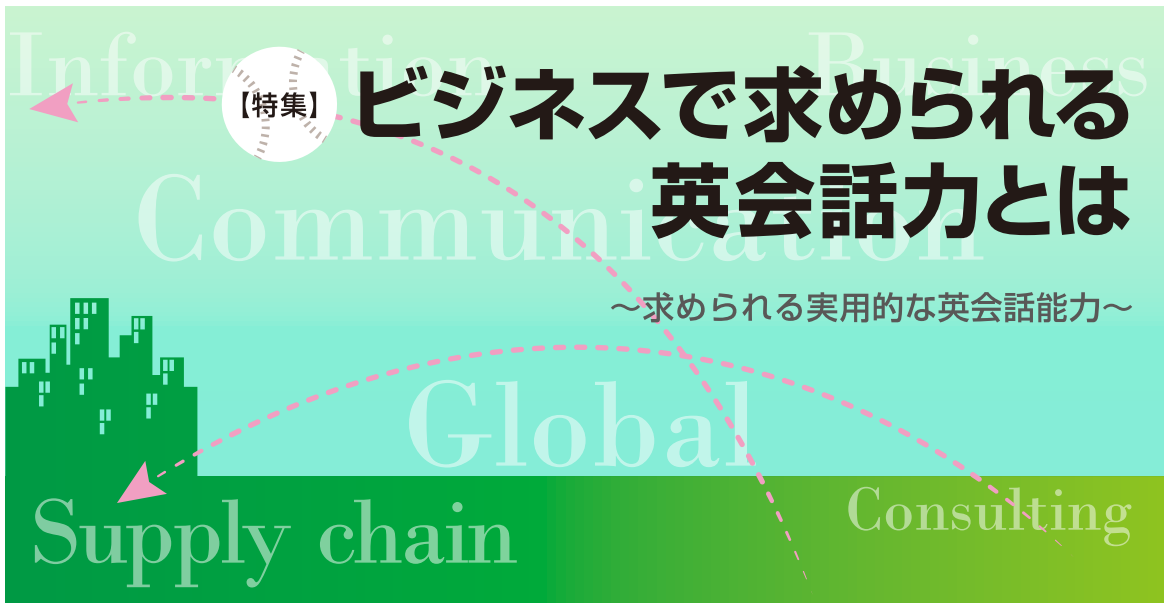 Information
Business
【特集】
ビジネスで求められる
英会話力とは
Communication
～求められる実用的な英会話能力～
Global
Supply chain
Consulting